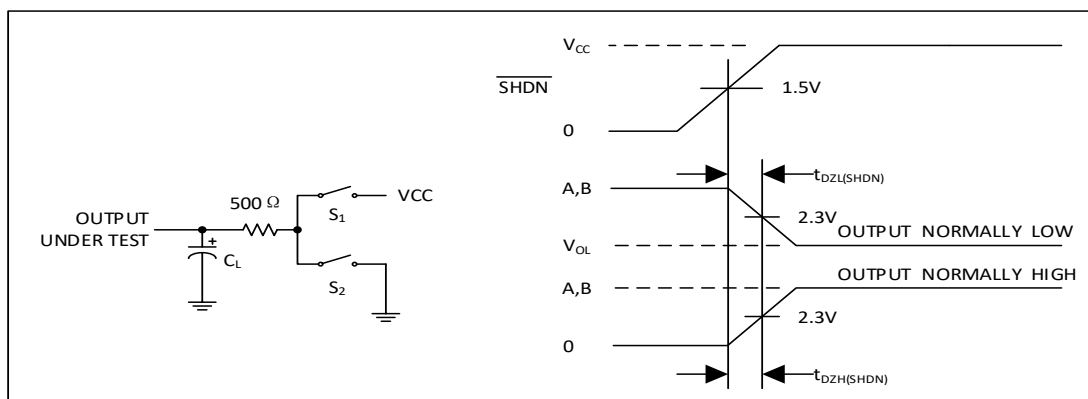 OUTPUT
UNDER TEST
500 Ω
CL
S1
VCC
S2
VCC
SHDN
1.5V
0
tDZL(SHDN)
A,B
2.3V
OUTPUT NORMALLY LOW
VOL
OUTPUT NORMALLY HIGH
A,B
2.3V
0
tDZH(SHDN)